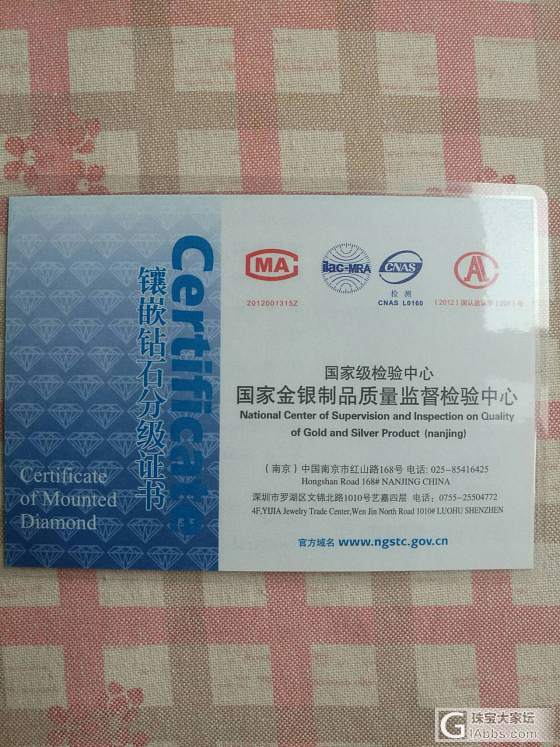 Certificate
镶嵌钻石分级证书
Certificate
of Mounted
Diamond
MA
2012001315Z
ilac-MRA
CNAS
检测
CNAS L0160
AL
国家级检验中心
国家金银制品质量监督检验中心
National Center of Supervision and Inspection on Quality
of Gold and Silver Product (nanjing)
(南京)中国南京市红山路168号 电话: 025-85416425
Hongshan Road 168# NANJING CHINA
深圳市罗湖区文锦北路1010号艺嘉四层 电话: 0755-25504772
4F,YIJIA Jewelry Trade Center,Wen Jin North Road 1010# LUOHU SHENZHEN
官方域名 www.ngstc.gov.cn
珠宝大家坛
1Abbs.com